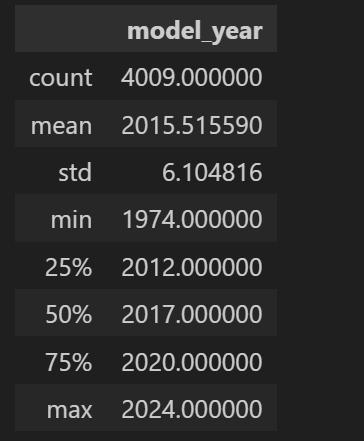 model_year
count 4009.000000
mean 2015.515590
std 6.104816
min 1974.000000
25% 2012.000000
50% 2017.000000
75% 2020.000000
max 2024.000000